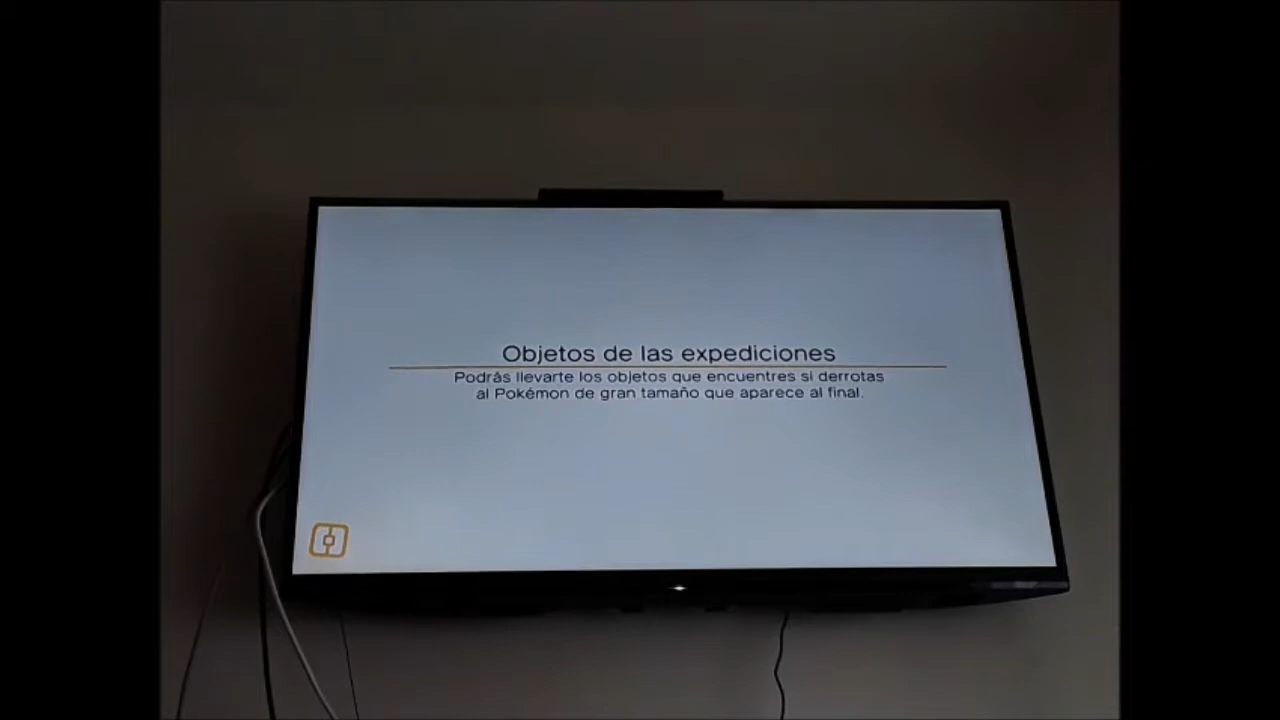 Objetos de las expediciones
Podrás llevarte los objetos que encuentres si derrotas
al Pokémon de gran tamaño que aparece al final.